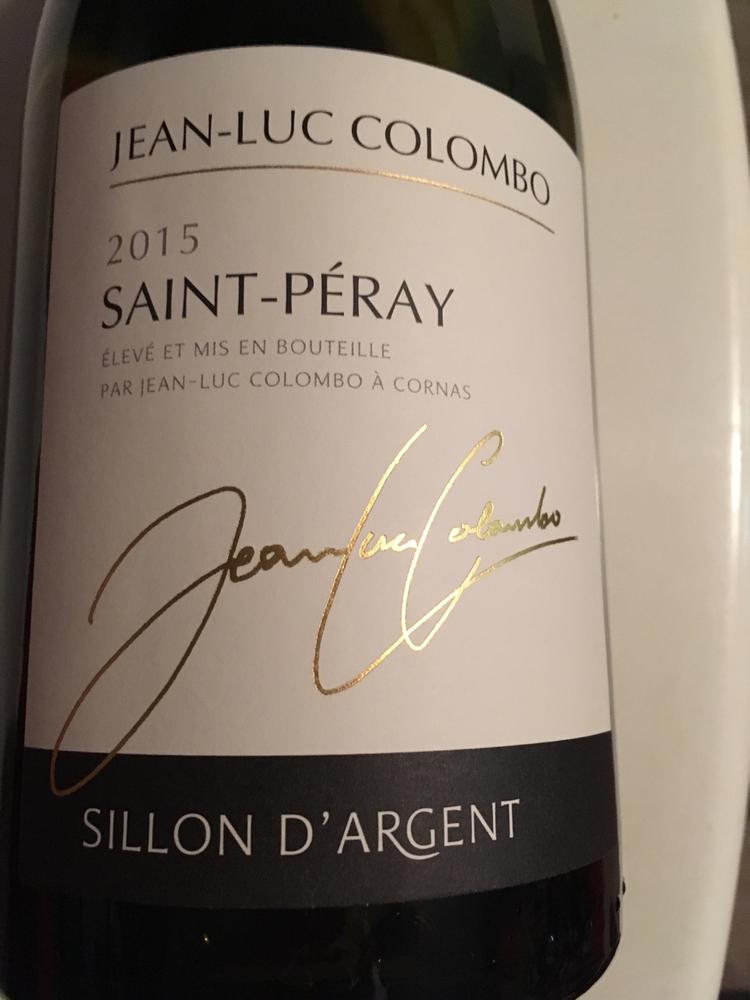 JEAN-LUC COLOMBO
2015
SAINT-PÉRAY
ÉLEVÉ ET MIS EN BOUTEILLE
PAR JEAN-LUC COLOMBO À CORNAS
Jean Luc Colombo
SILLON D'ARGENT